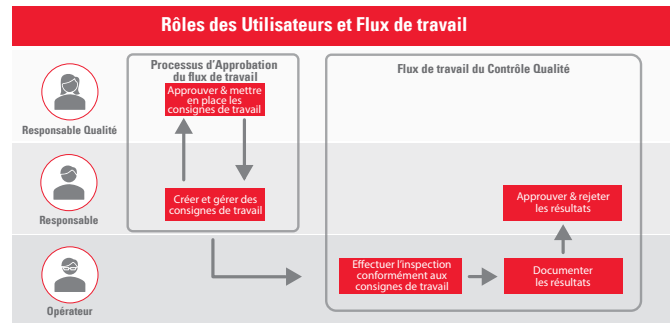 Rôles des Utilisateurs et Flux de travail
Processus d'Approbation
du flux de travail
Approuver & mettre
en place les
consignes de travail
Flux de travail du Contrôle Qualité
Responsable Qualité
Créer et gérer des
consignes de travail
Approuver & rejeter
les résultats
Responsable
Effectuer l'inspection
conformément aux
consignes de travail
Documenter
les résultats
Opérateur